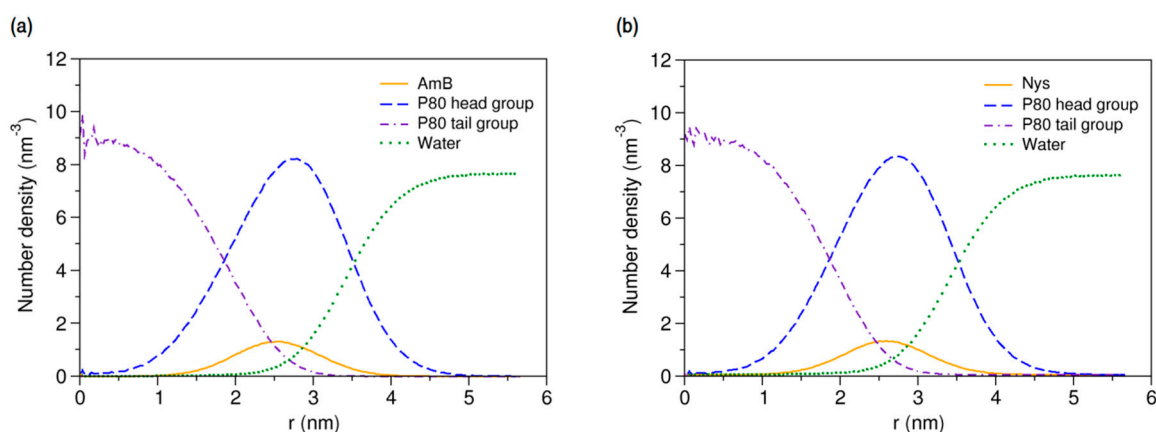 (a)
12
10
8
6
4
2
0
Number density (nm⁻³)
AmB
P80 head group
P80 tail group
Water
0 1 2 3 4 5 6
r (nm)
(b)
12
10
8
6
4
2
0
Number density (nm⁻³)
Nys
P80 head group
P80 tail group
Water
0 1 2 3 4 5 6
r (nm)